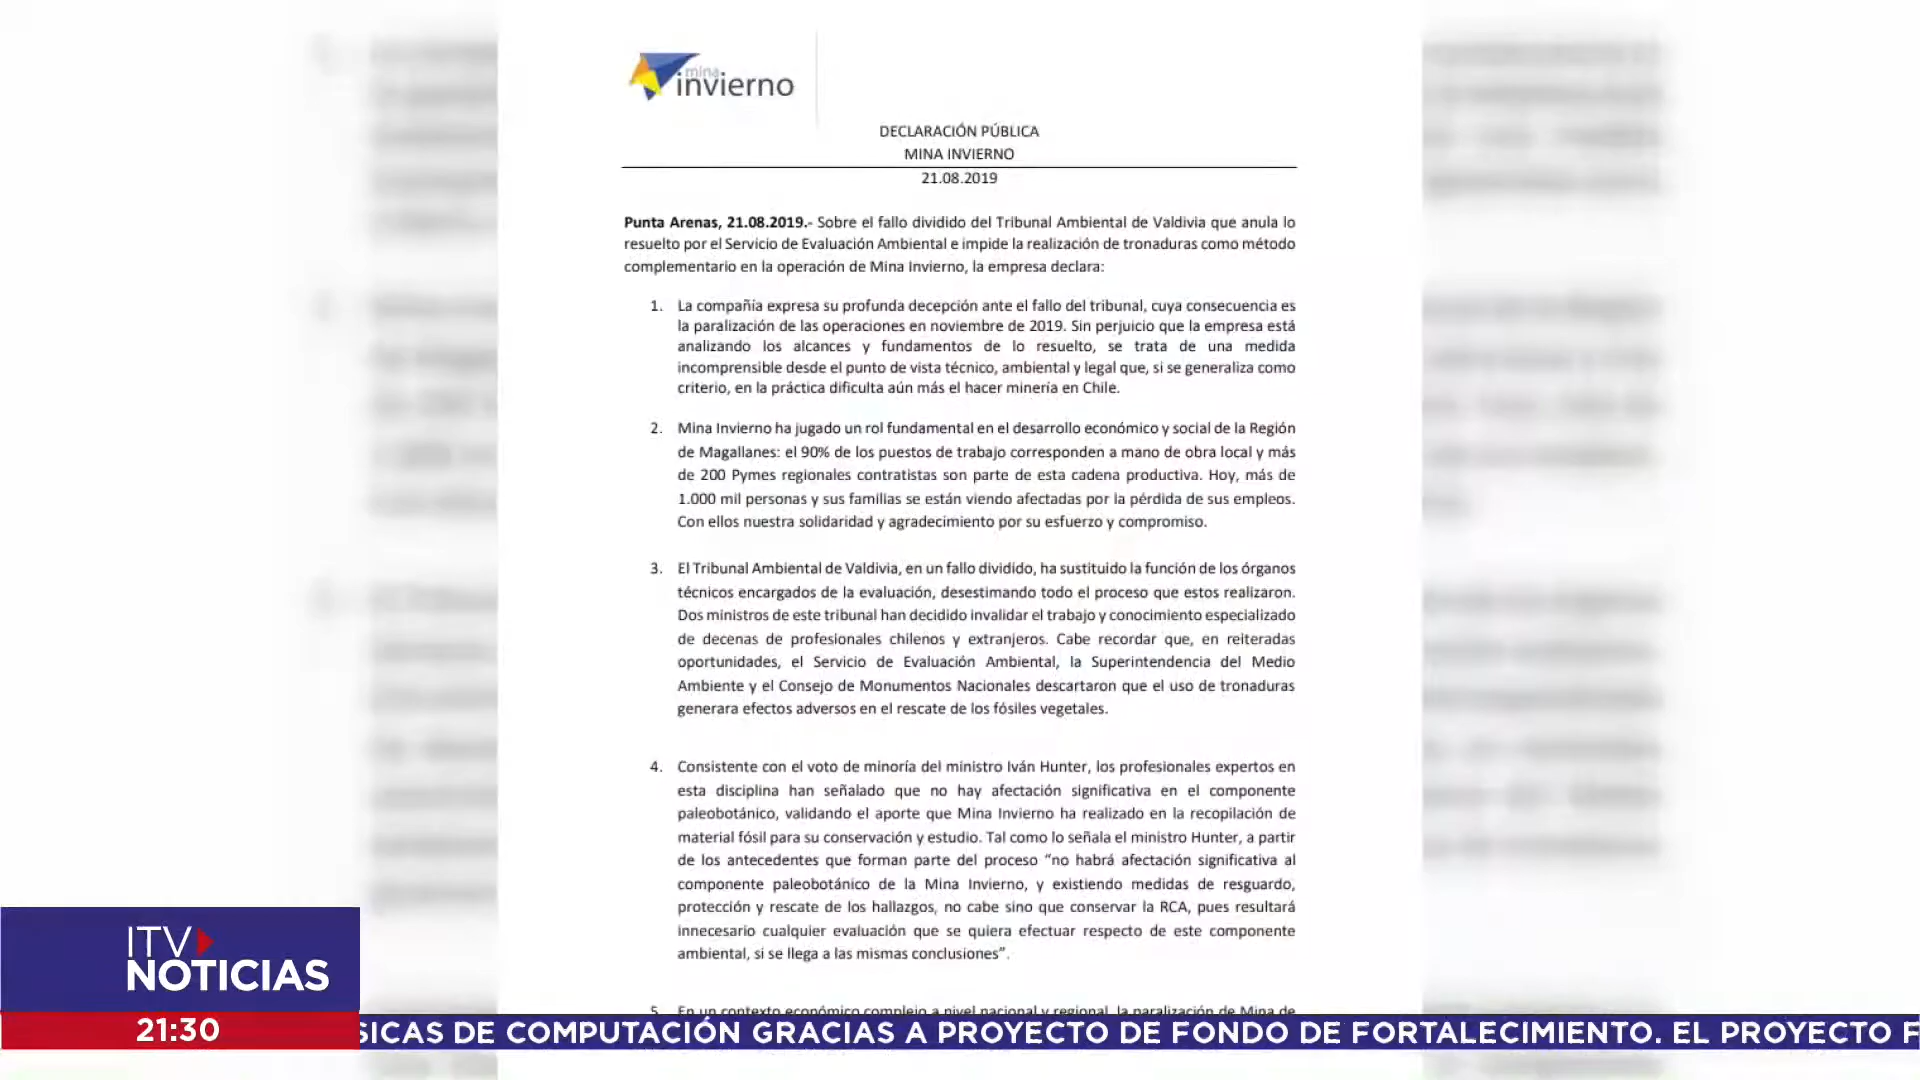 mina
invierno
DECLARACIÓN PÚBLICA
MINA INVIERNO
21.08.2019
Punta Arenas, 21.08.2019.- Sobre el fallo dividido del Tribunal Ambiental de Valdivia que anula lo
resuelto por el Servicio de Evaluación Ambiental e impide la realización de tronaduras como método
complementario en la operación de Mina Invierno, la empresa declara:
1. La compañía expresa su profunda decepción ante el fallo del tribunal, cuya consecuencia es
la paralización de las operaciones en noviembre de 2019. Sin perjuicio que la empresa está
analizando los alcances y fundamentos de lo resuelto, se trata de una medida
incomprensible desde el punto de vista técnico, ambiental y legal que, si se generaliza como
criterio, en la práctica dificulta aún más el hacer minería en Chile.
2. Mina Invierno ha jugado un rol fundamental en el desarrollo económico y social de la Región
de Magallanes: el 90% de los puestos de trabajo corresponden a mano de obra local y más
de 200 Pymes regionales contratistas son parte de esta cadena productiva. Hoy, más de
1.000 mil personas y sus familias se están viendo afectadas por la pérdida de sus empleos.
Con ellos nuestra solidaridad y agradecimiento por su esfuerzo y compromiso.
3. El Tribunal Ambiental de Valdivia, en un fallo dividido, ha sustituido la función de los órganos
técnicos encargados de la evaluación, desestimando todo el proceso que estos realizaron.
Dos ministros de este tribunal han decidido invalidar el trabajo y conocimiento especializado
de decenas de profesionales chilenos y extranjeros. Cabe recordar que, en reiteradas
oportunidades, el Servicio de Evaluación Ambiental, la Superintendencia del Medio
Ambiente y el Consejo de Monumentos Nacionales descartaron que el uso de tronaduras
generara efectos adversos en el rescate de los fósiles vegetales.
4. Consistente con el voto de minoría del ministro Iván Hunter, los profesionales expertos en
esta disciplina han señalado que no hay afectación significativa en el componente
paleobotánico, validando el aporte que Mina Invierno ha realizado en la recopilación de
material fósil para su conservación y estudio. Tal como lo señala el ministro Hunter, a partir
de los antecedentes que forman parte del proceso “no habrá afectación significativa al
componente paleobotánico de la Mina Invierno, y existiendo medidas de resguardo,
protección y rescate de los hallazgos, no cabe sino que conservar la RCA, pues resultará
innecesario cualquier evaluación que se quiera efectuar respecto de este componente
ambiental, si se llega a las mismas conclusiones”.
5. En un contexto económico complejo a nivel nacional y regional, la paralización de Mina de
ITV
NOTICIAS
21:30
SICAS DE COMPUTACIÓN GRACIAS A PROYECTO DE FONDO DE FORTALECIMIENTO. EL PROYECTO F